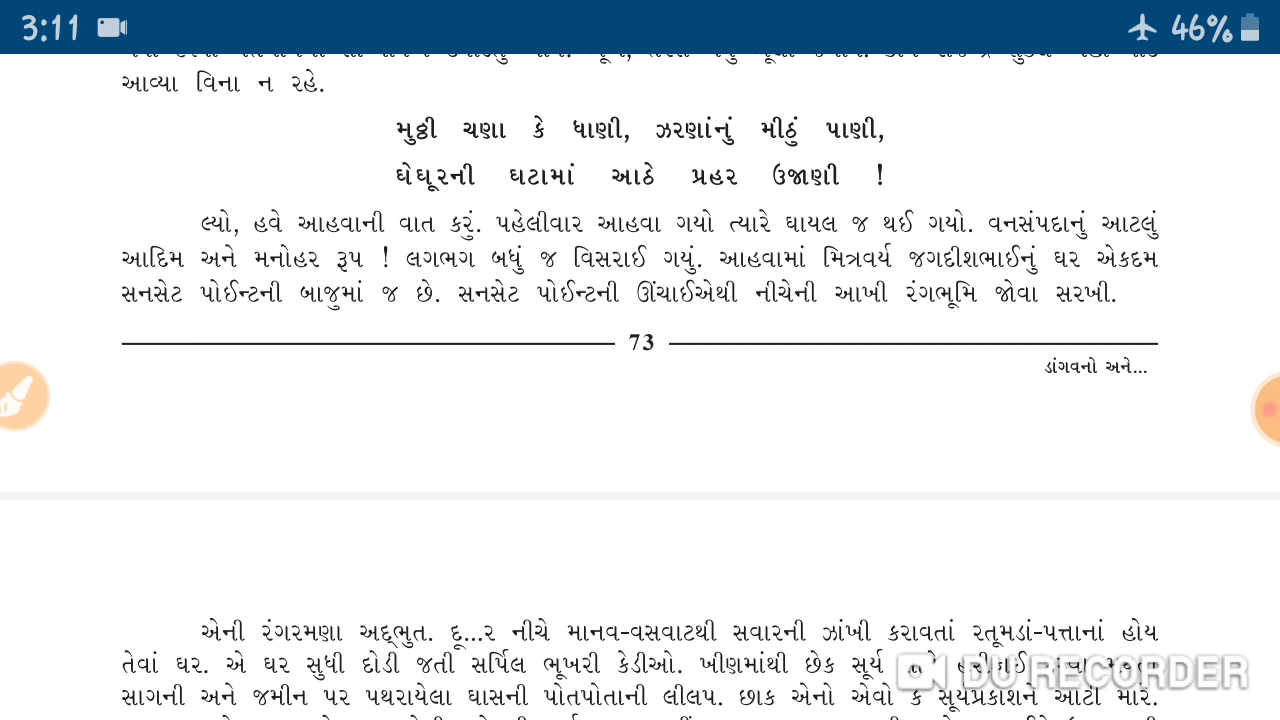 3:11 46%
આવ્યા વિના ન રહે.
મુઠ્ઠી ચણા કે ધાણી, ઝરણાંનું મીઠું પાણી,
ઘેઘૂરની ઘટામાં આઠે પ્રહર ઉજાણી !
લ્યો, હવે આહવાની વાત કરું. પહેલીવાર આહવા ગયો ત્યારે ઘાયલ જ થઈ ગયો. વનસંપદાનું આટલું
આદિમ અને મનોહર રૂપ ! લગભગ બધું જ વિસરાઈ ગયું. આહવામાં મિત્રવર્ય જગદીશભાઈનું ઘર એકદમ
સનસેટ પોઈન્ટની બાજુમાં જ છે. સનસેટ પોઈન્ટની ઊંચાઈએથી નીચેની આખી રંગભૂમિ જોવા સરખી.
73
ડાંગવનો અને...
એની રંગરમણા અદ્ભુત. દૂ...ર નીચે માનવ-વસવાટથી સવારની ઝાંખી કરાવતાં રતૂમડાં-પત્તાનાં હોય
તેવાં ઘર. એ ઘર સુધી દોડી જતી સર્પિલ ભૂખરી કેડીઓ. ખીણમાંથી છેક સૂર્ય
DU RECORDER
સાગની અને જમીન પર પથરાયેલા ઘાસની પોતપોતાની લીલપ. છાક એનો એવો કે સૂર્યપ્રકાશને આંટી મારે.